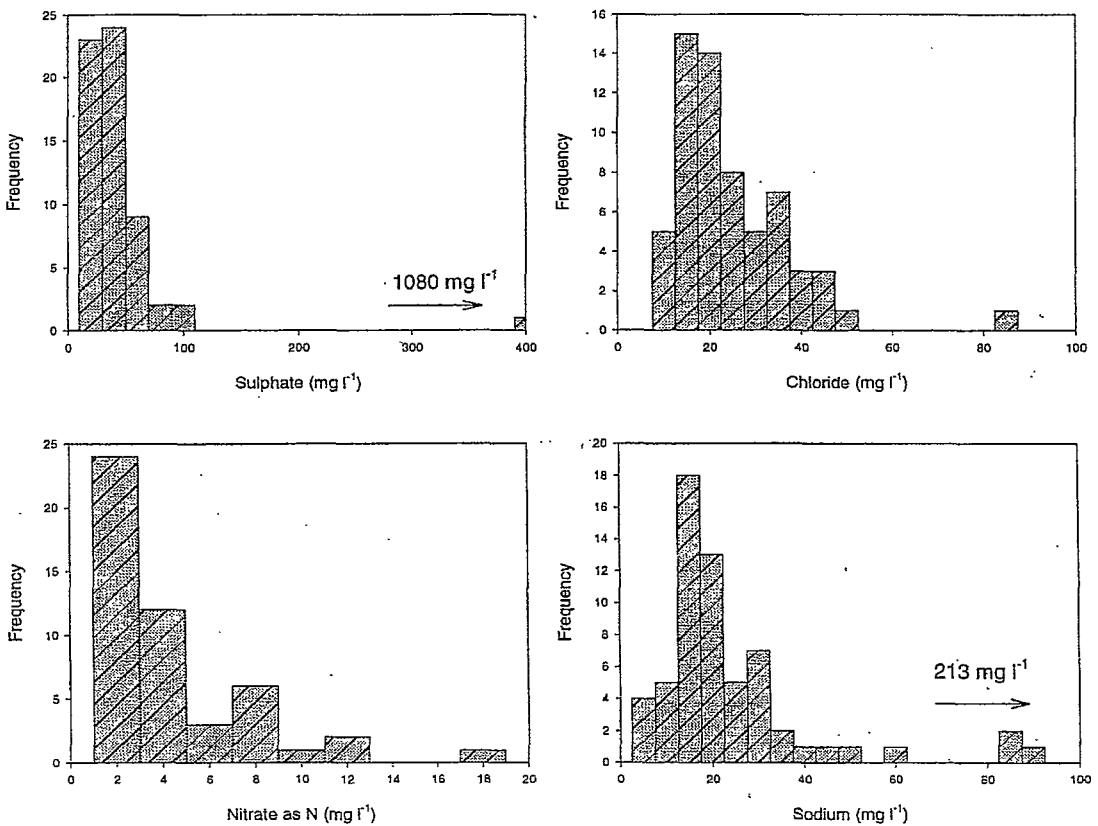 25
20
15
10
5
0
Frequency
1080 mg l⁻¹
0 100 200 300 400
Sulphate (mg l⁻¹)
16
14
12
10
8
6
4
2
0
Frequency
0 20 40 60 80 100
Chloride (mg l⁻¹)
25
20
15
10
5
0
Frequency
0 2 4 6 8 10 12 14 16 18 20
Nitrate as N (mg l⁻¹)
20
18
16
14
12
10
8
6
4
2
0
Frequency
213 mg l⁻¹
0 20 40 60 80 100
Sodium (mg l⁻¹)